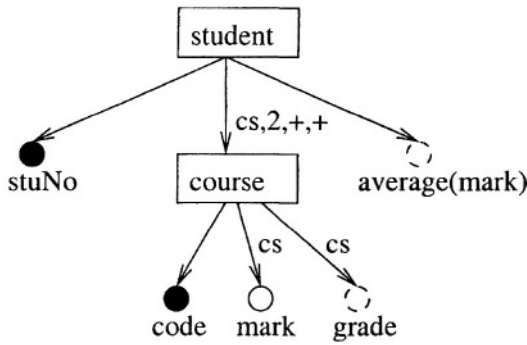 student
cs,2,+,+
stuNo
course
average(mark)
cs
cs
code
mark
grade